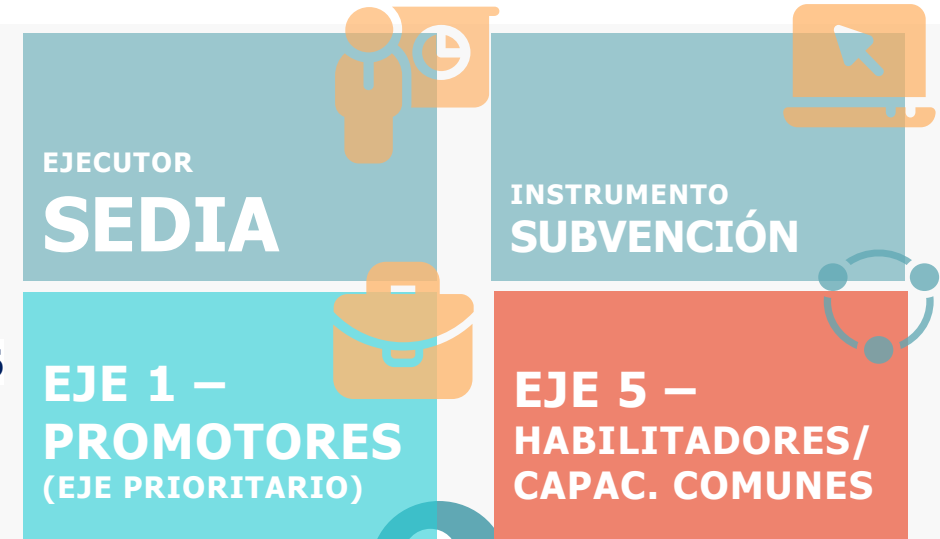 EJECUTOR
SEDIA
INSTRUMENTO
SUBVENCIÓN
EJE 1 –
PROMOTORES
(EJE PRIORITARIO)
EJE 5 –
HABILITADORES/
CAPAC. COMUNES